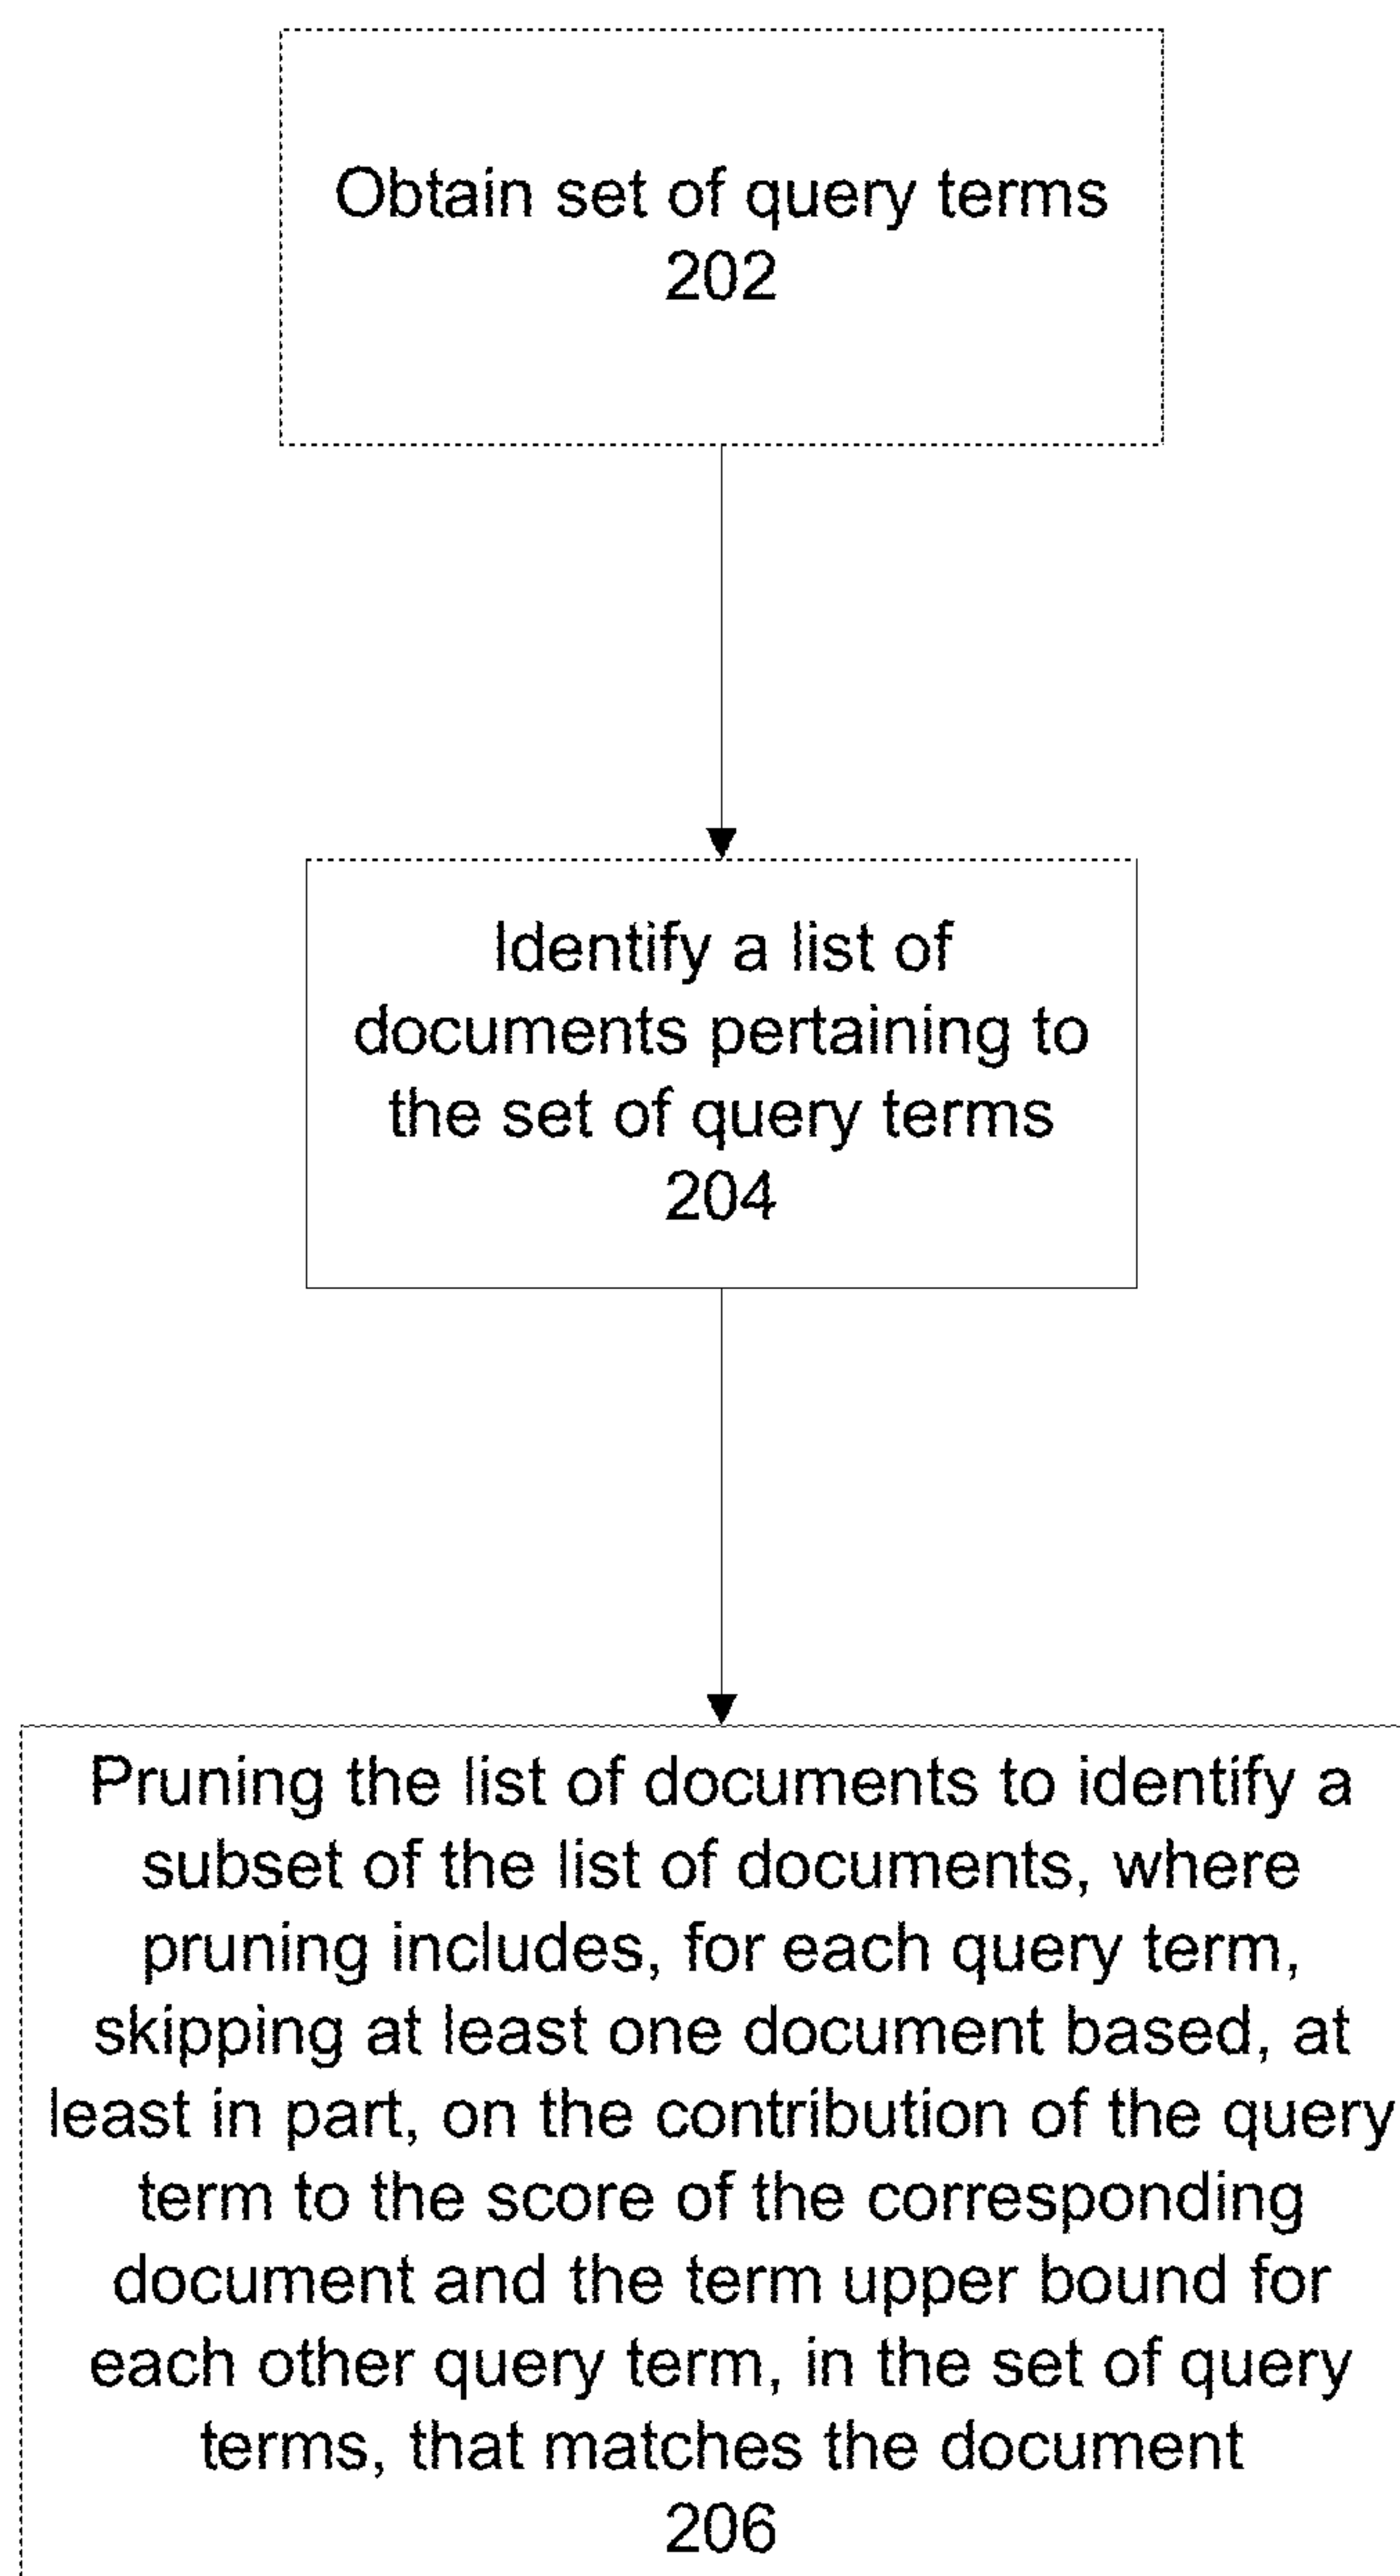 Obtain set of query terms
202
Identify a list of
documents pertaining to
the set of query terms
204
Pruning the list of documents to identify a
subset of the list of documents, where
pruning includes, for each query term,
skipping at least one document based, at
least in part, on the contribution of the query
term to the score of the corresponding
document and the term upper bound for
each other query term, in the set of query
terms, that matches the document
206